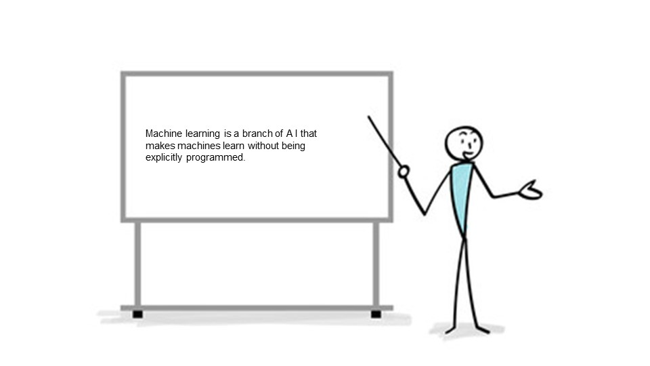 Machine learning is a branch of A I that
makes machines learn without being
explicitly programmed.